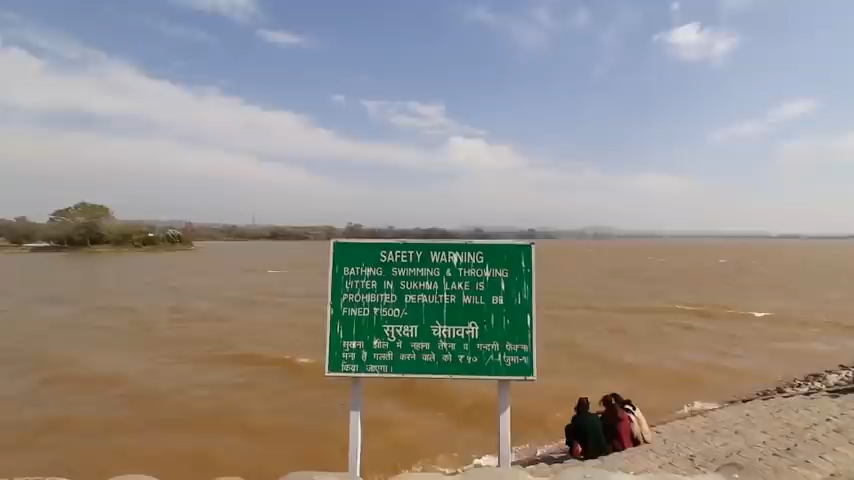 SAFETY WARNING
BATHING SWIMMING & THROWING
LITTER IN SUKHNA LAKE IS
PROHIBITED DEFAULTER WILL BE
FINED ₹500/-
सुरक्षा चेतावनी
सुखना झील में नहाना तैरना व गन्दगी फेंकना
मना है गलती करने वाले को जुर्माना
किया जाएगा।